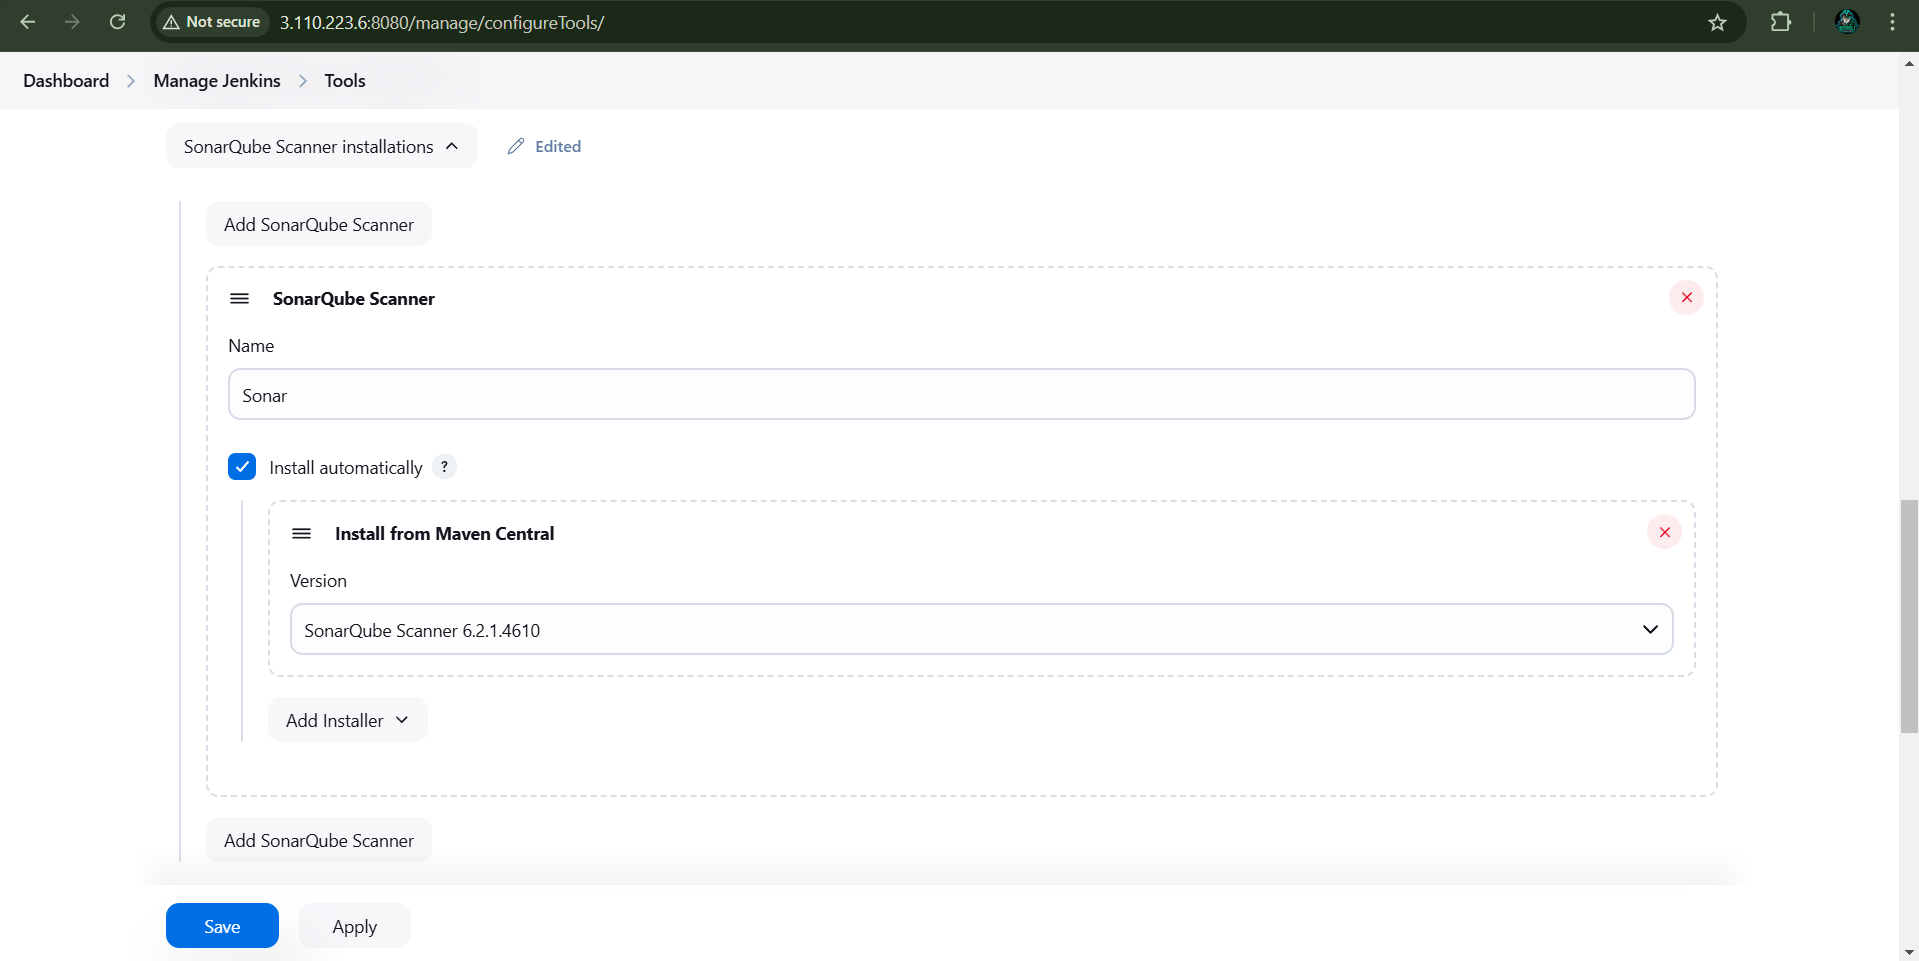 Not secure 3.110.223.6:8080/manage/configureTools/
Dashboard Manage Jenkins Tools
SonarQube Scanner installations Edited
Add SonarQube Scanner
SonarQube Scanner
Name
Sonar
Install automatically ?
Install from Maven Central
Version
SonarQube Scanner 6.2.1.4610
Add Installer
Add SonarQube Scanner
Save Apply